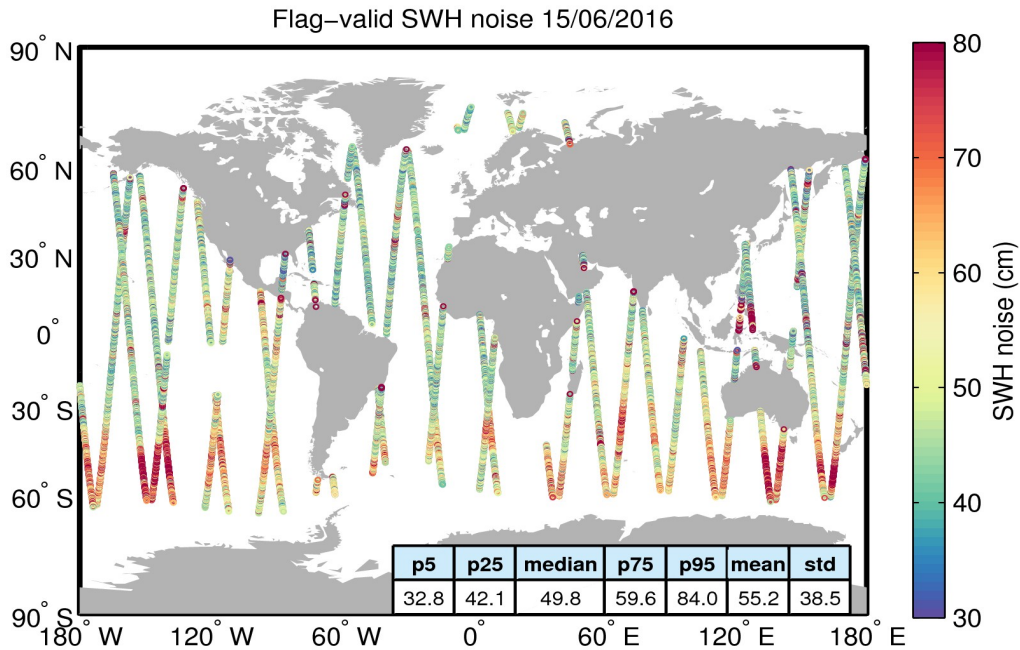 Flag−valid SWH noise 15/06/2016
90° N
60° N
30° N
0°
30° S
60° S
90° S
180° W
120° W
60° W
0°
60° E
120° E
180° E
p5 p25 median p75 p95 mean std
32.8 42.1 49.8 59.6 84.0 55.2 38.5
80
70
60
50
40
30
SWH noise (cm)